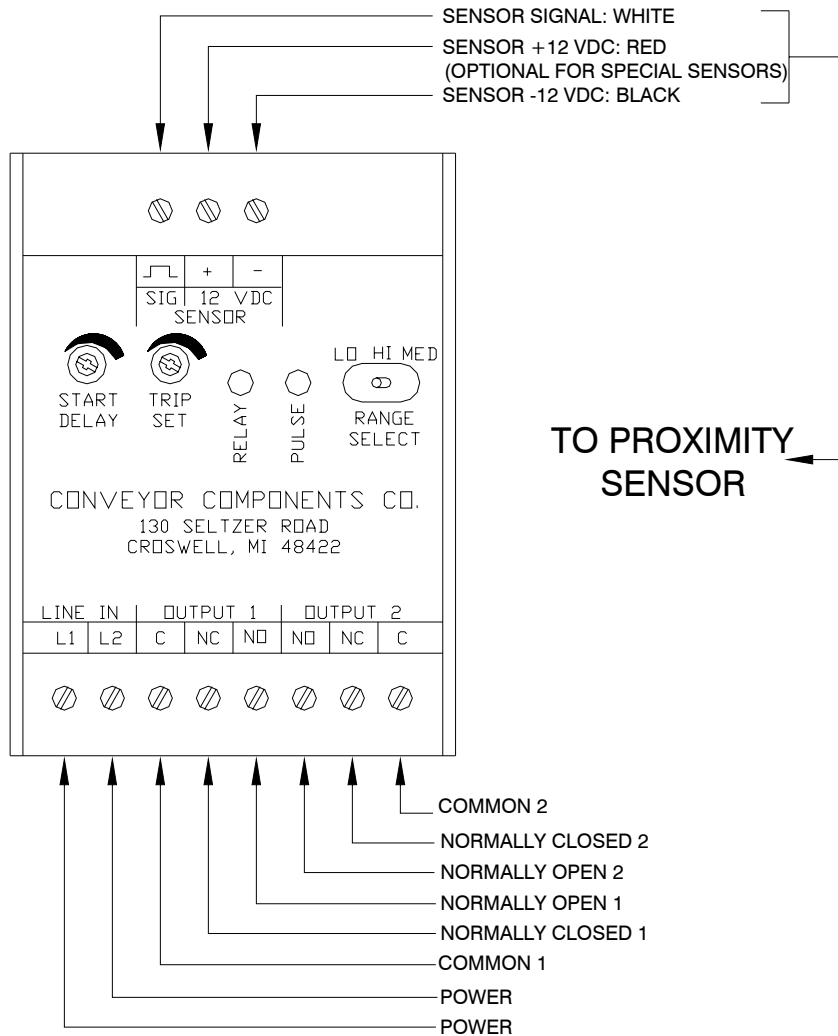 SENSOR SIGNAL: WHITE
SENSOR +12 VDC: RED
(OPTIONAL FOR SPECIAL SENSORS)
SENSOR -12 VDC: BLACK
+ -
SIG 12 VDC
SENSOR
LO HI MED
START
DELAY
TRIP
SET
RELAY
PULSE
RANGE
SELECT
TO PROXIMITY
SENSOR
CONVEYOR COMPONENTS CO.
130 SELTZER ROAD
CROSWELL, MI 48422
LINE IN OUTPUT 1 OUTPUT 2
L1 L2 C NC NO NO NC C
COMMON 2
NORMALLY CLOSED 2
NORMALLY OPEN 2
NORMALLY OPEN 1
NORMALLY CLOSED 1
COMMON 1
POWER
POWER